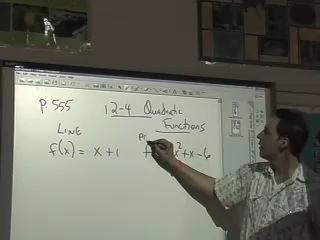 p.555 12-4 Quadratic
Functions
LINE
f(x) = x + 1
x² + x - 6